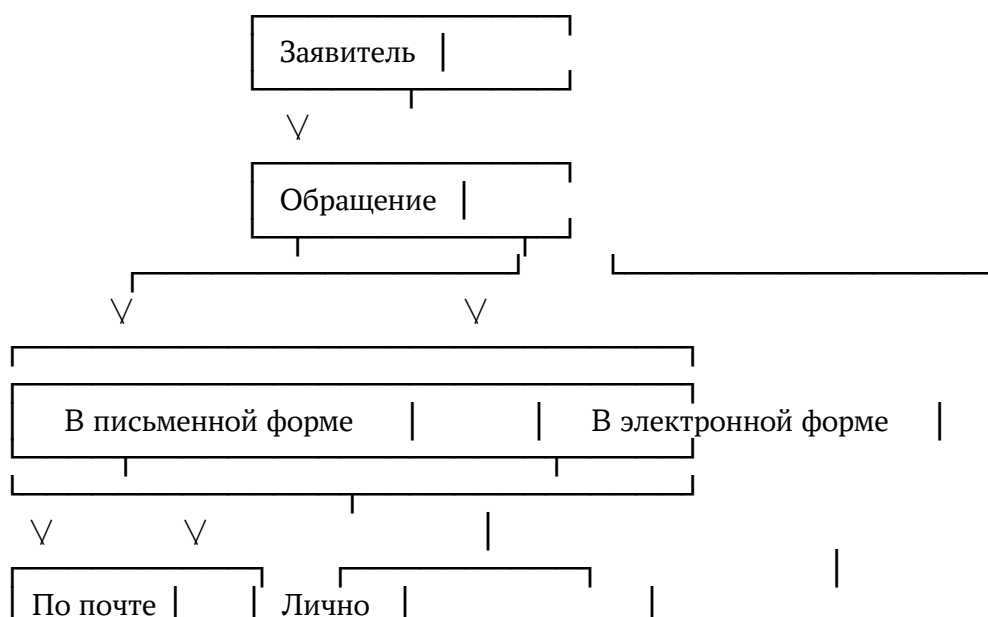 Заявитель
Обращение
В письменной форме В электронной форме
По почте Лично